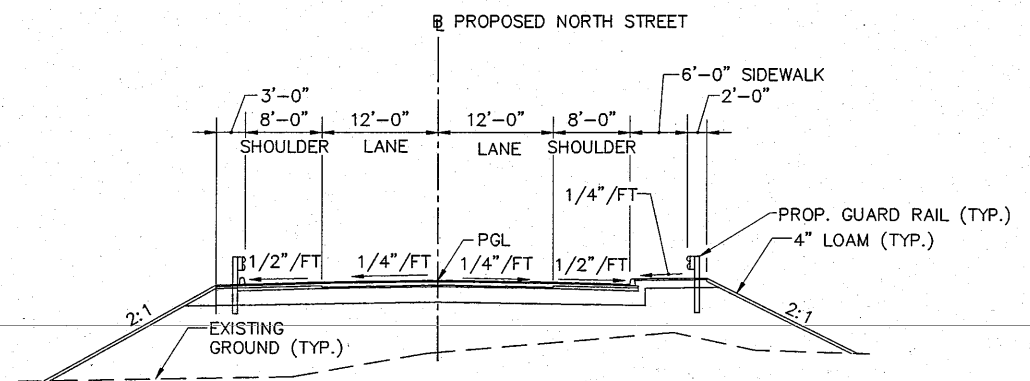 ℄ PROPOSED NORTH STREET
6'-0" SIDEWALK
3'-0"
2'-0"
8'-0"
12'-0"
12'-0"
8'-0"
SHOULDER
LANE
LANE
SHOULDER
1/4"/FT
PROP. GUARD RAIL (TYP.)
PGL
4" LOAM (TYP.)
1/2"/FT
1/4"/FT
1/4"/FT
1/2"/FT
2:1
2:1
EXISTING
GROUND (TYP.)